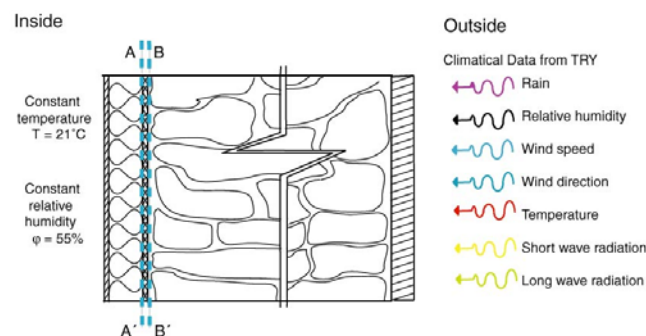 Inside
A B
Constant
temperature
T = 21˚C
Constant
relative
humidity
φ = 55%
A´ B´
Outside
Climatical Data from TRY
Rain
Relative humidity
Wind speed
Wind direction
Temperature
Short wave radiation
Long wave radiation